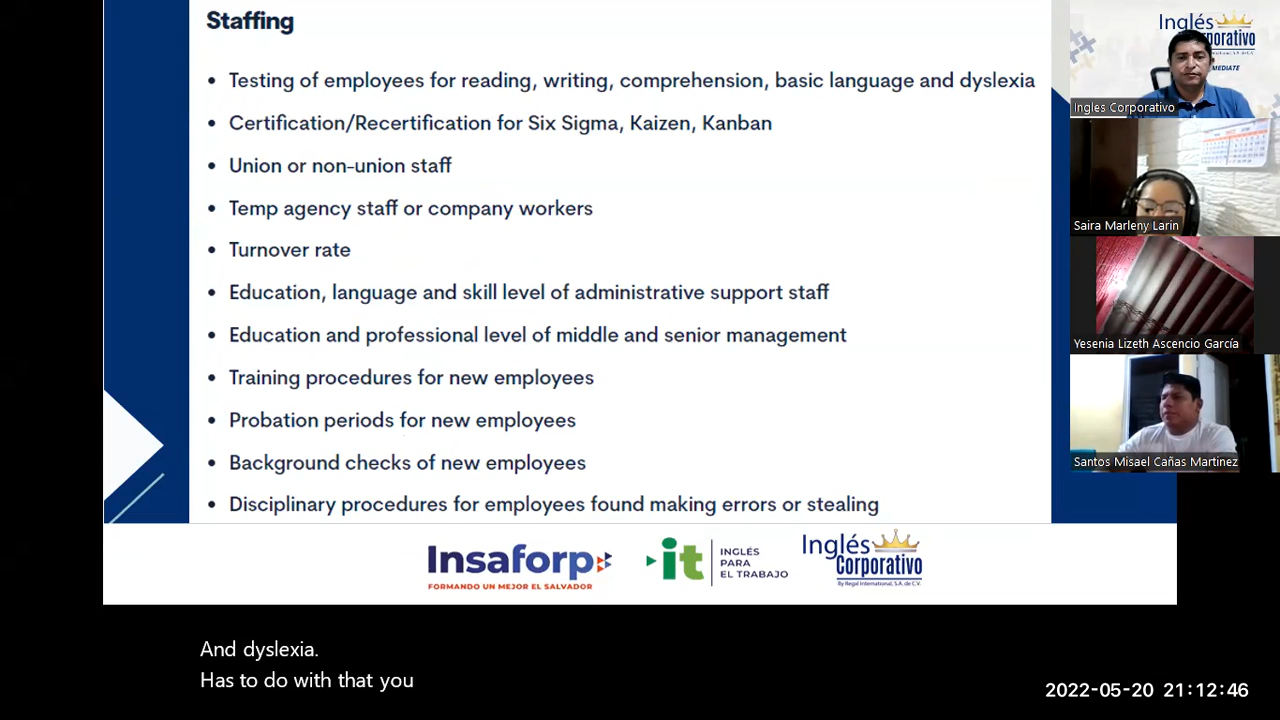 Staffing
• Testing of employees for reading, writing, comprehension, basic language and dyslexia
• Certification/Recertification for Six Sigma, Kaizen, Kanban
• Union or non-union staff
• Temp agency staff or company workers
• Turnover rate
• Education, language and skill level of administrative support staff
• Education and professional level of middle and senior management
• Training procedures for new employees
• Probation periods for new employees
• Background checks of new employees
• Disciplinary procedures for employees found making errors or stealing
Insaforp
FORMANDO UN MEJOR EL SALVADOR
it
INGLÉS
PARA
EL TRABAJO
Inglés
Corporativo
By Regal International, S.A. de C.V.
Inglés
orporativo
MEDIATE
Ingles Corporativo
Saira Marleny Larin
Yesenia Lizeth Ascencio García
Santos Misael Cañas Martinez
And dyslexia.
Has to do with that you
2022-05-20 21:12:46